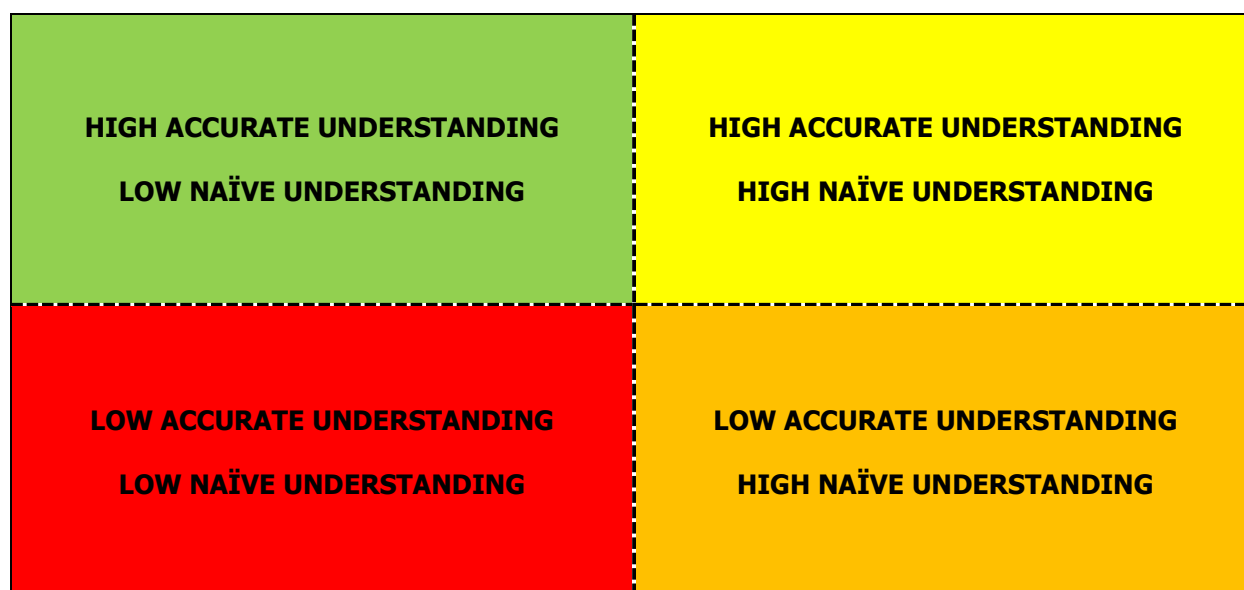 HIGH ACCURATE UNDERSTANDING
LOW NAÏVE UNDERSTANDING
HIGH ACCURATE UNDERSTANDING
HIGH NAÏVE UNDERSTANDING
LOW ACCURATE UNDERSTANDING
LOW NAÏVE UNDERSTANDING
LOW ACCURATE UNDERSTANDING
HIGH NAÏVE UNDERSTANDING